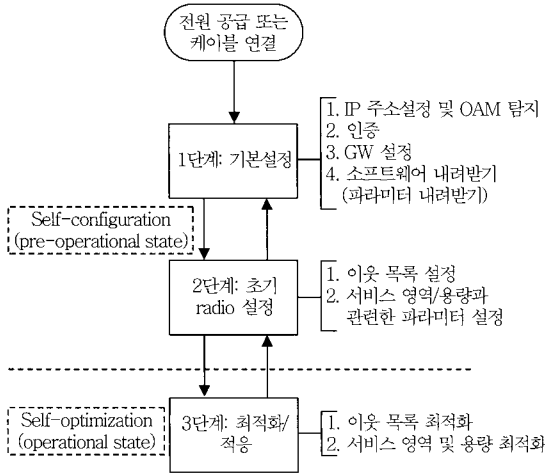 전원 공급 또는
케이블 연결
1단계: 기본설정
1. IP 주소설정 및 OAM 탐지
2. 인증
3. GW 설정
4. 소프트웨어 내려받기
(파라미터 내려받기)
Self-configuration
(pre-operational state)
2단계: 초기
radio 설정
1. 이웃 목록 설정
2. 서비스 영역/용량과
관련한 파라미터 설정
Self-optimization
(operational state)
3단계: 최적화/
적응
1. 이웃 목록 최적화
2. 서비스 영역 및 용량 최적화